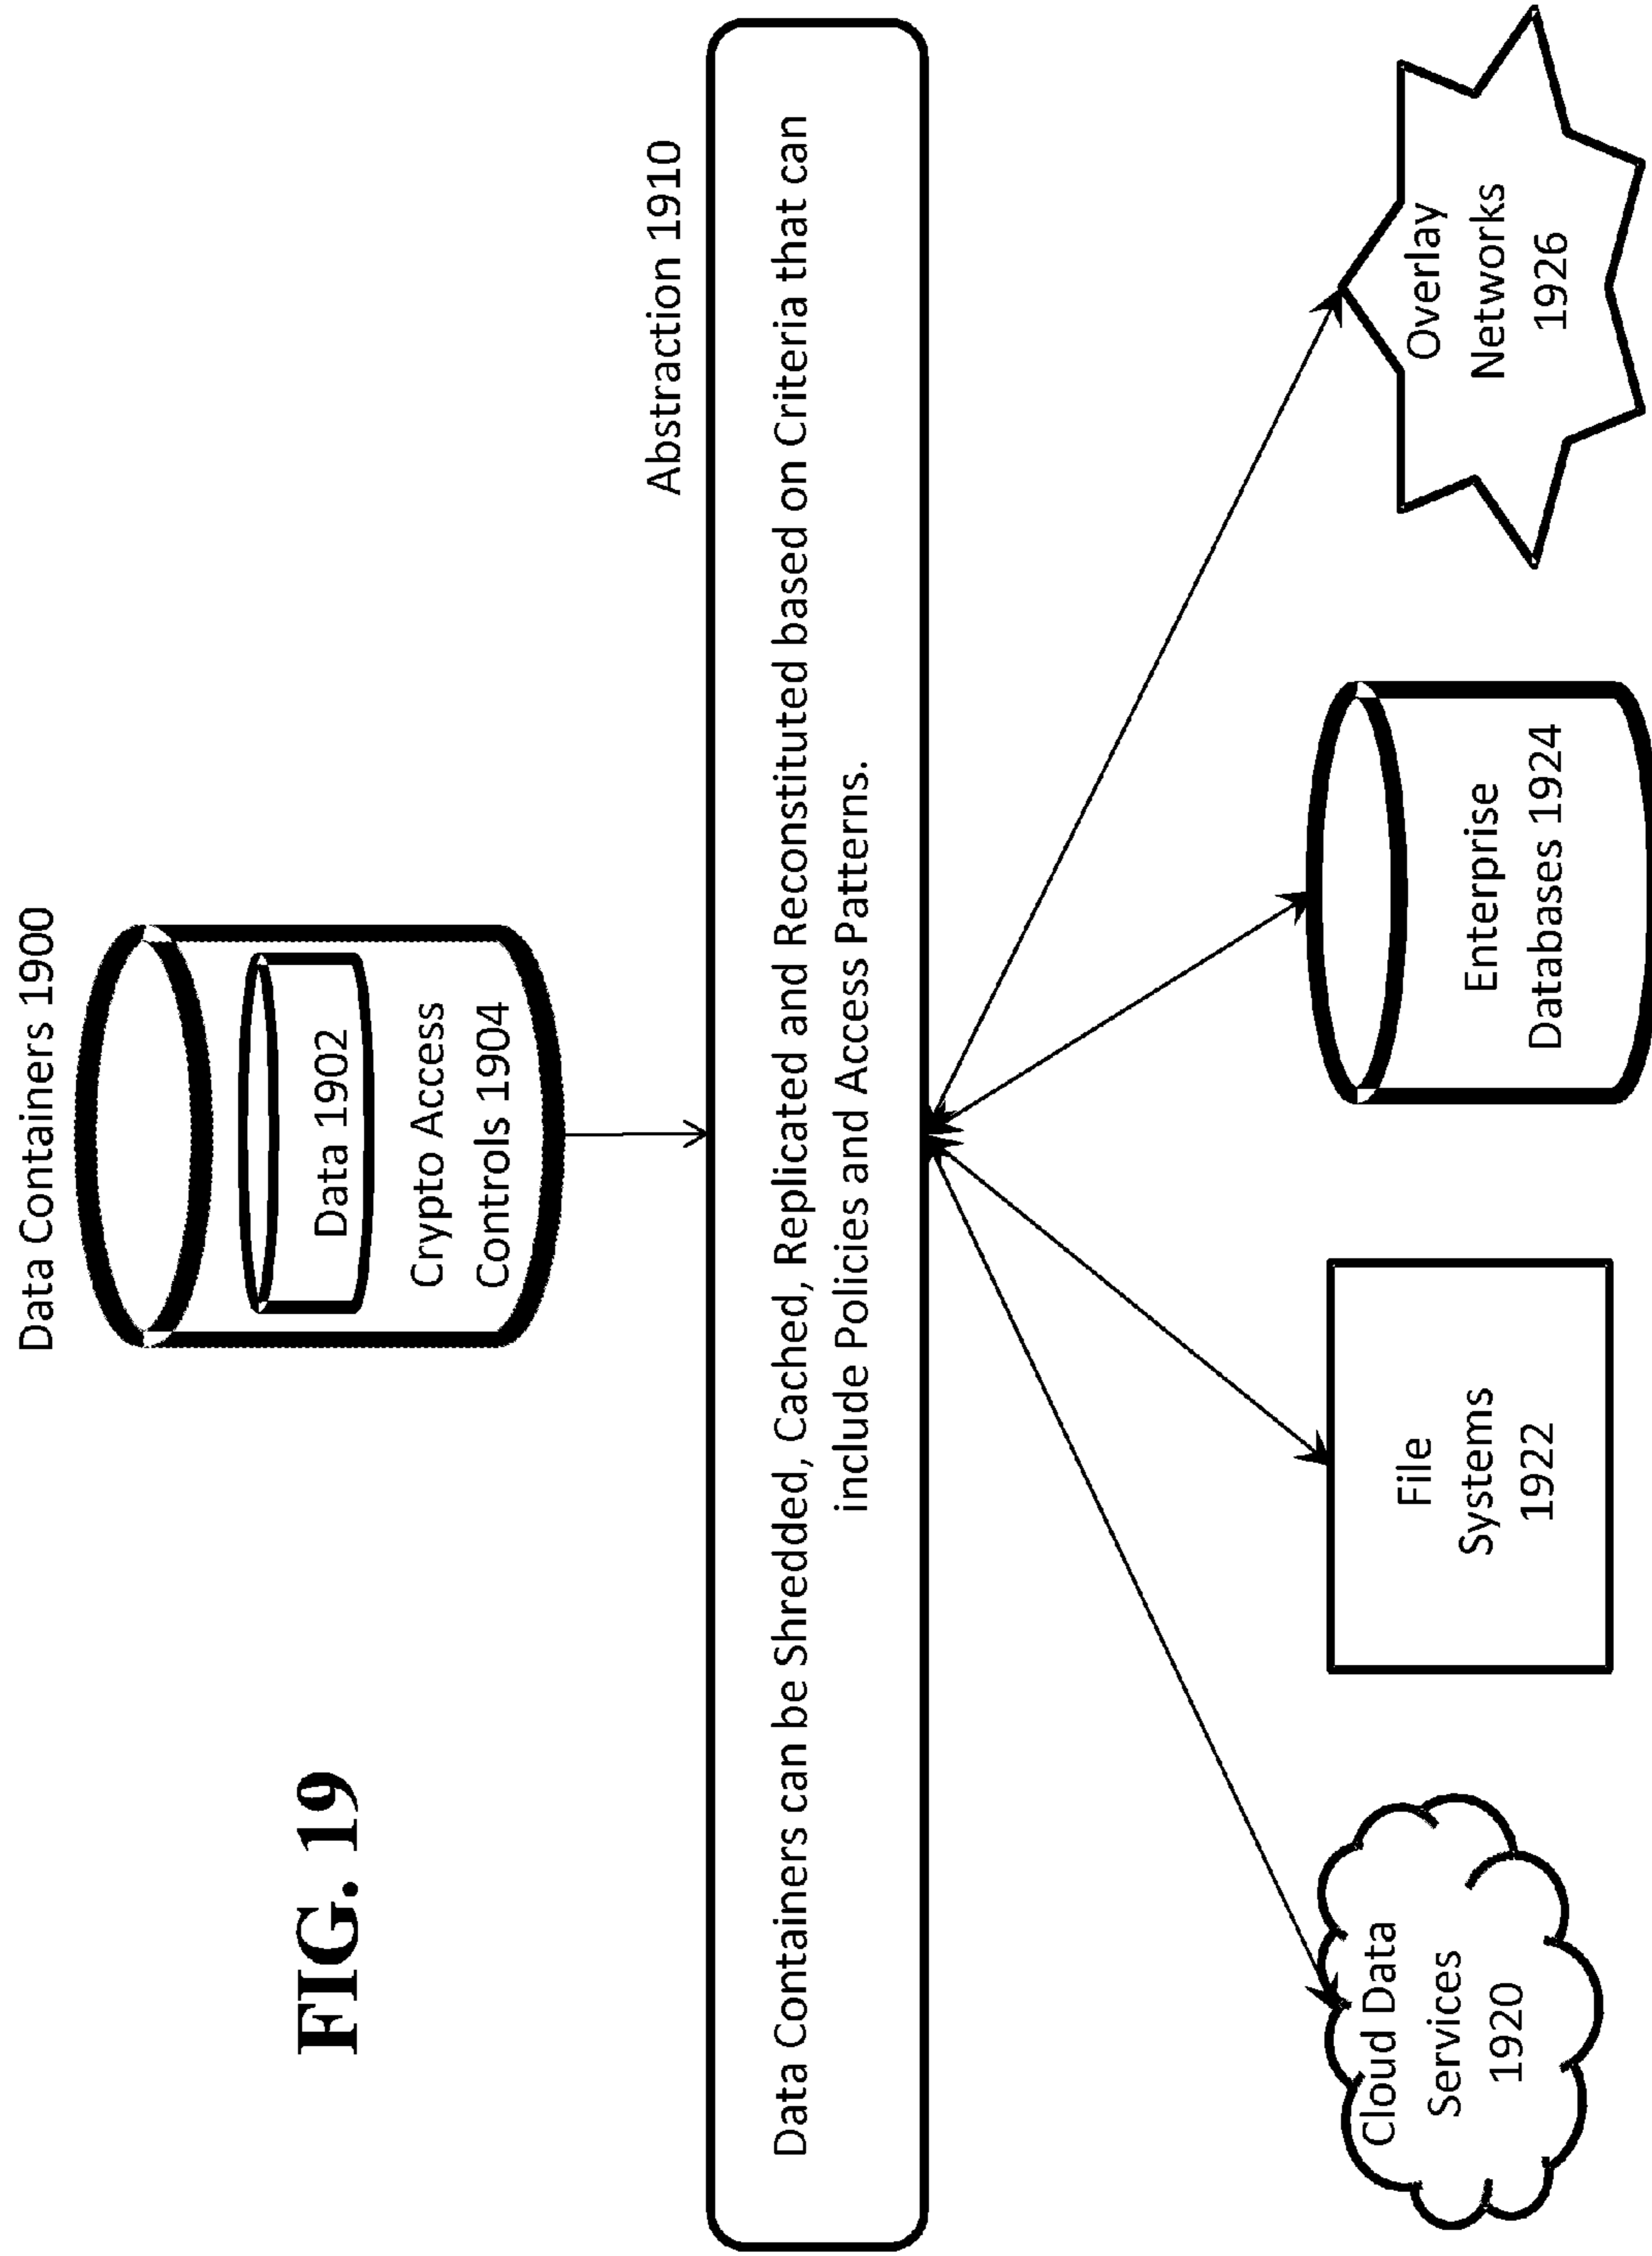 FIG. 19
Data Containers 1900
Data 1902
Crypto Access
Controls 1904
Abstraction 1910
Data Containers can be Shredded, Cached, Replicated and Reconstituted based on Criteria that can
include Policies and Access Patterns.
Cloud Data
Services
1920
File
Systems
1922
Enterprise
Databases 1924
Overlay
Networks
1926